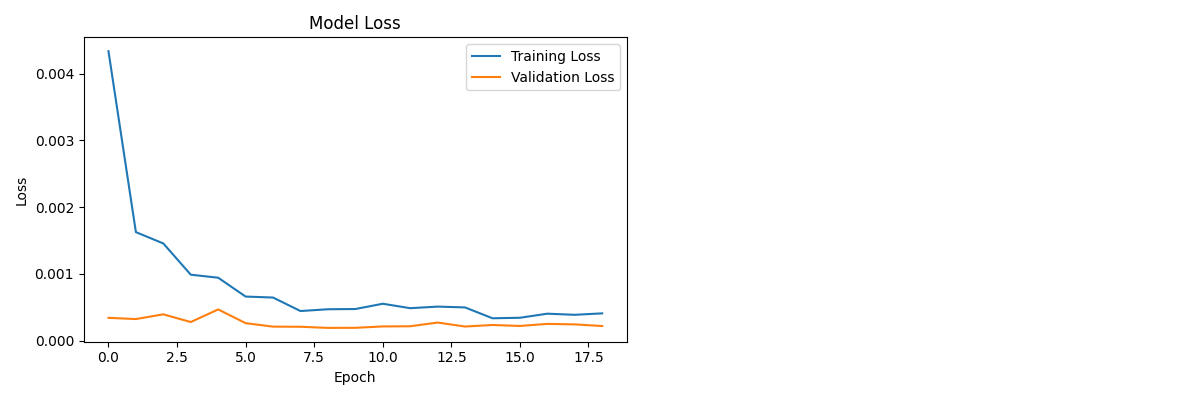 Model Loss
Training Loss
Validation Loss
Loss
0.004
0.003
0.002
0.001
0.000
0.0 2.5 5.0 7.5 10.0 12.5 15.0 17.5
Epoch